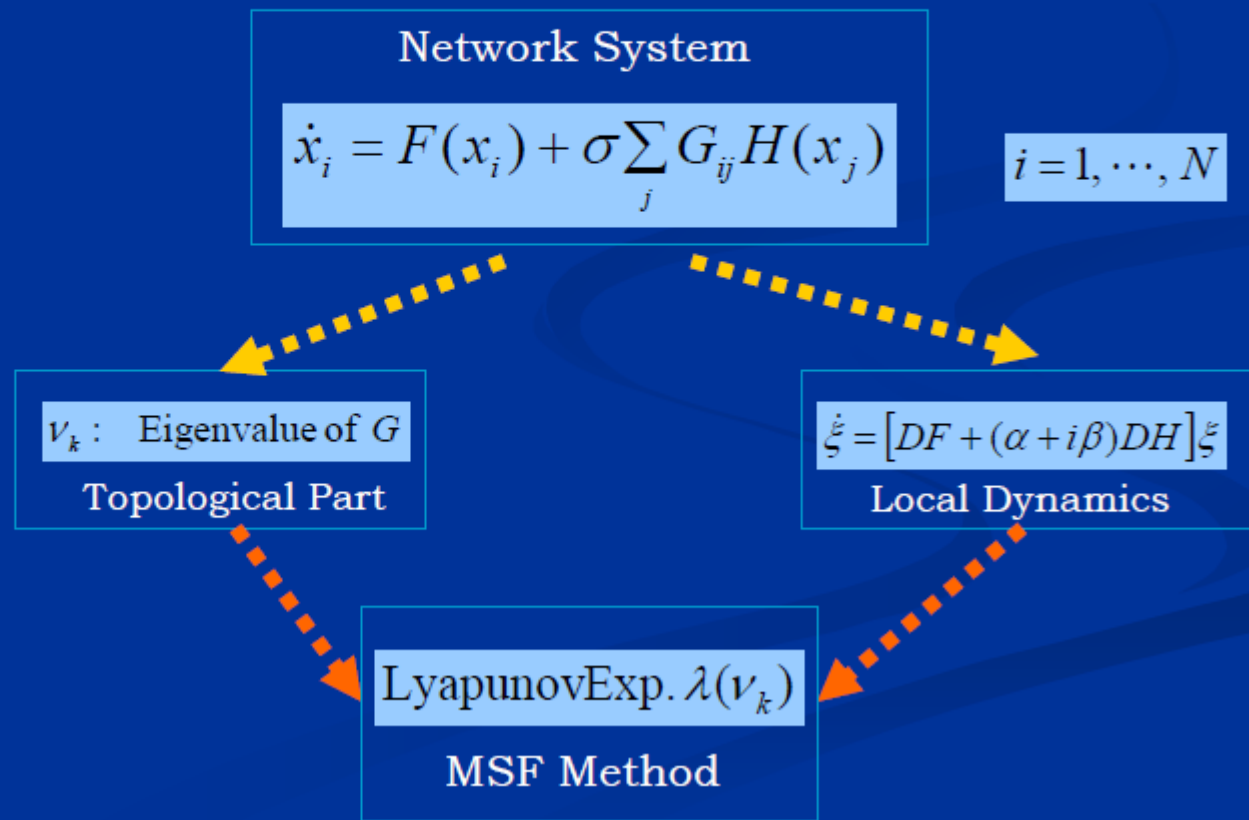 Network System
ẋ_i = F(x_i) + σ∑_j G_ij H(x_j)
i = 1, ⋯, N
ν_k : Eigenvalue of G
Topological Part
ξ̇ = [DF + (α + iβ)DH]ξ
Local Dynamics
LyapunovExp. λ(ν_k)
MSF Method